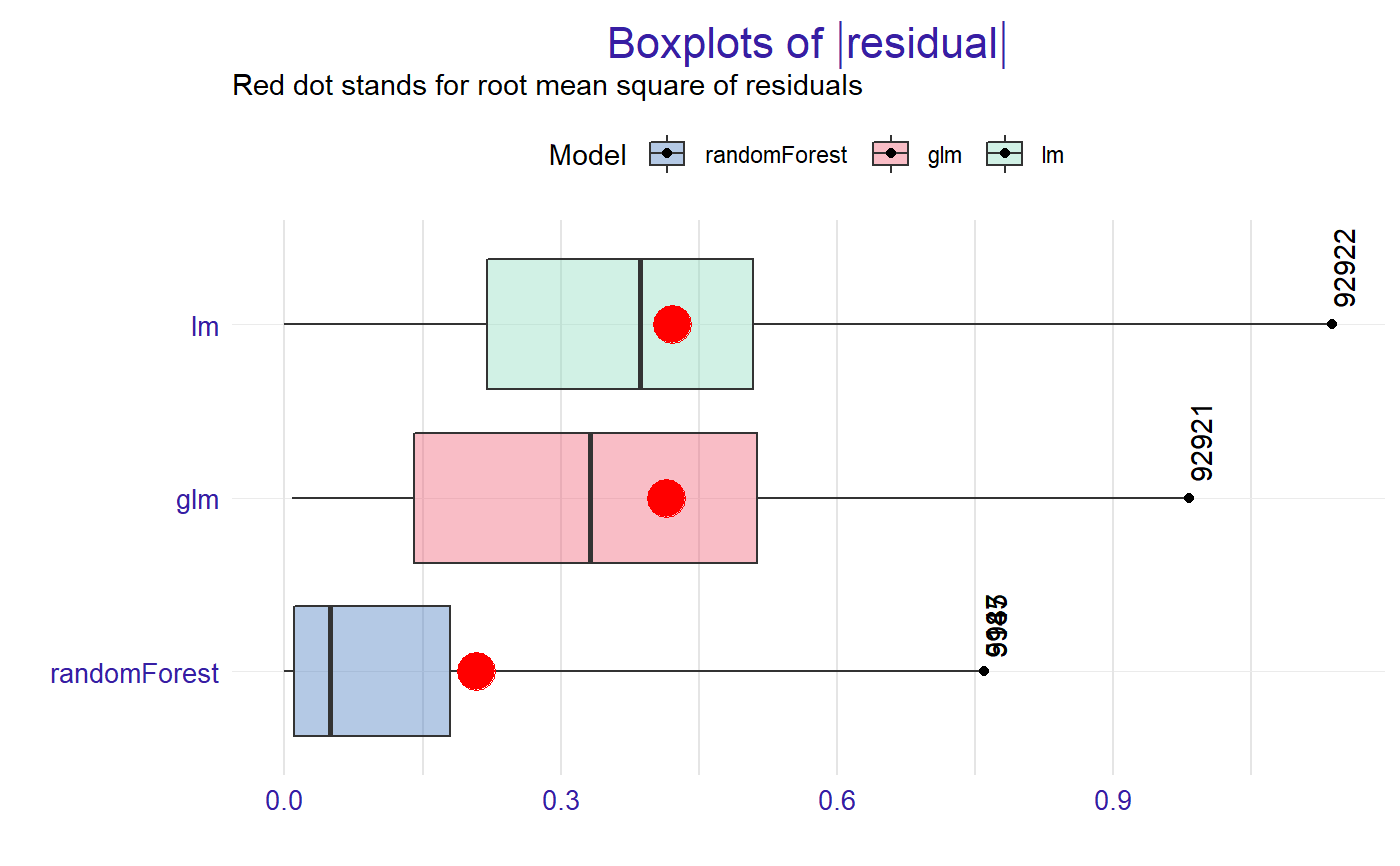 Boxplots of |residual|
Red dot stands for root mean square of residuals
Model randomForest glm lm
92922
lm
92921
glm
randomForest
0.0 0.3 0.6 0.9